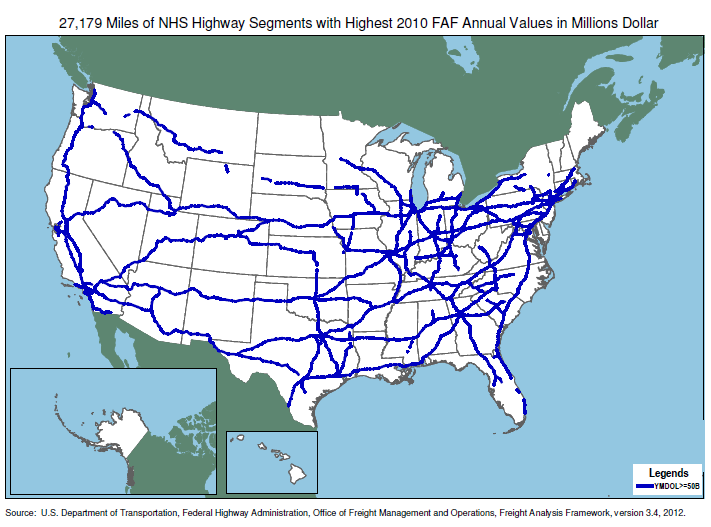 27,179 Miles of NHS Highway Segments with Highest 2010 FAF Annual Values in Millions Dollar
Legends
YMDOL>=50B
Source: U.S. Department of Transportation, Federal Highway Administration, Office of Freight Management and Operations, Freight Analysis Framework, version 3.4, 2012.